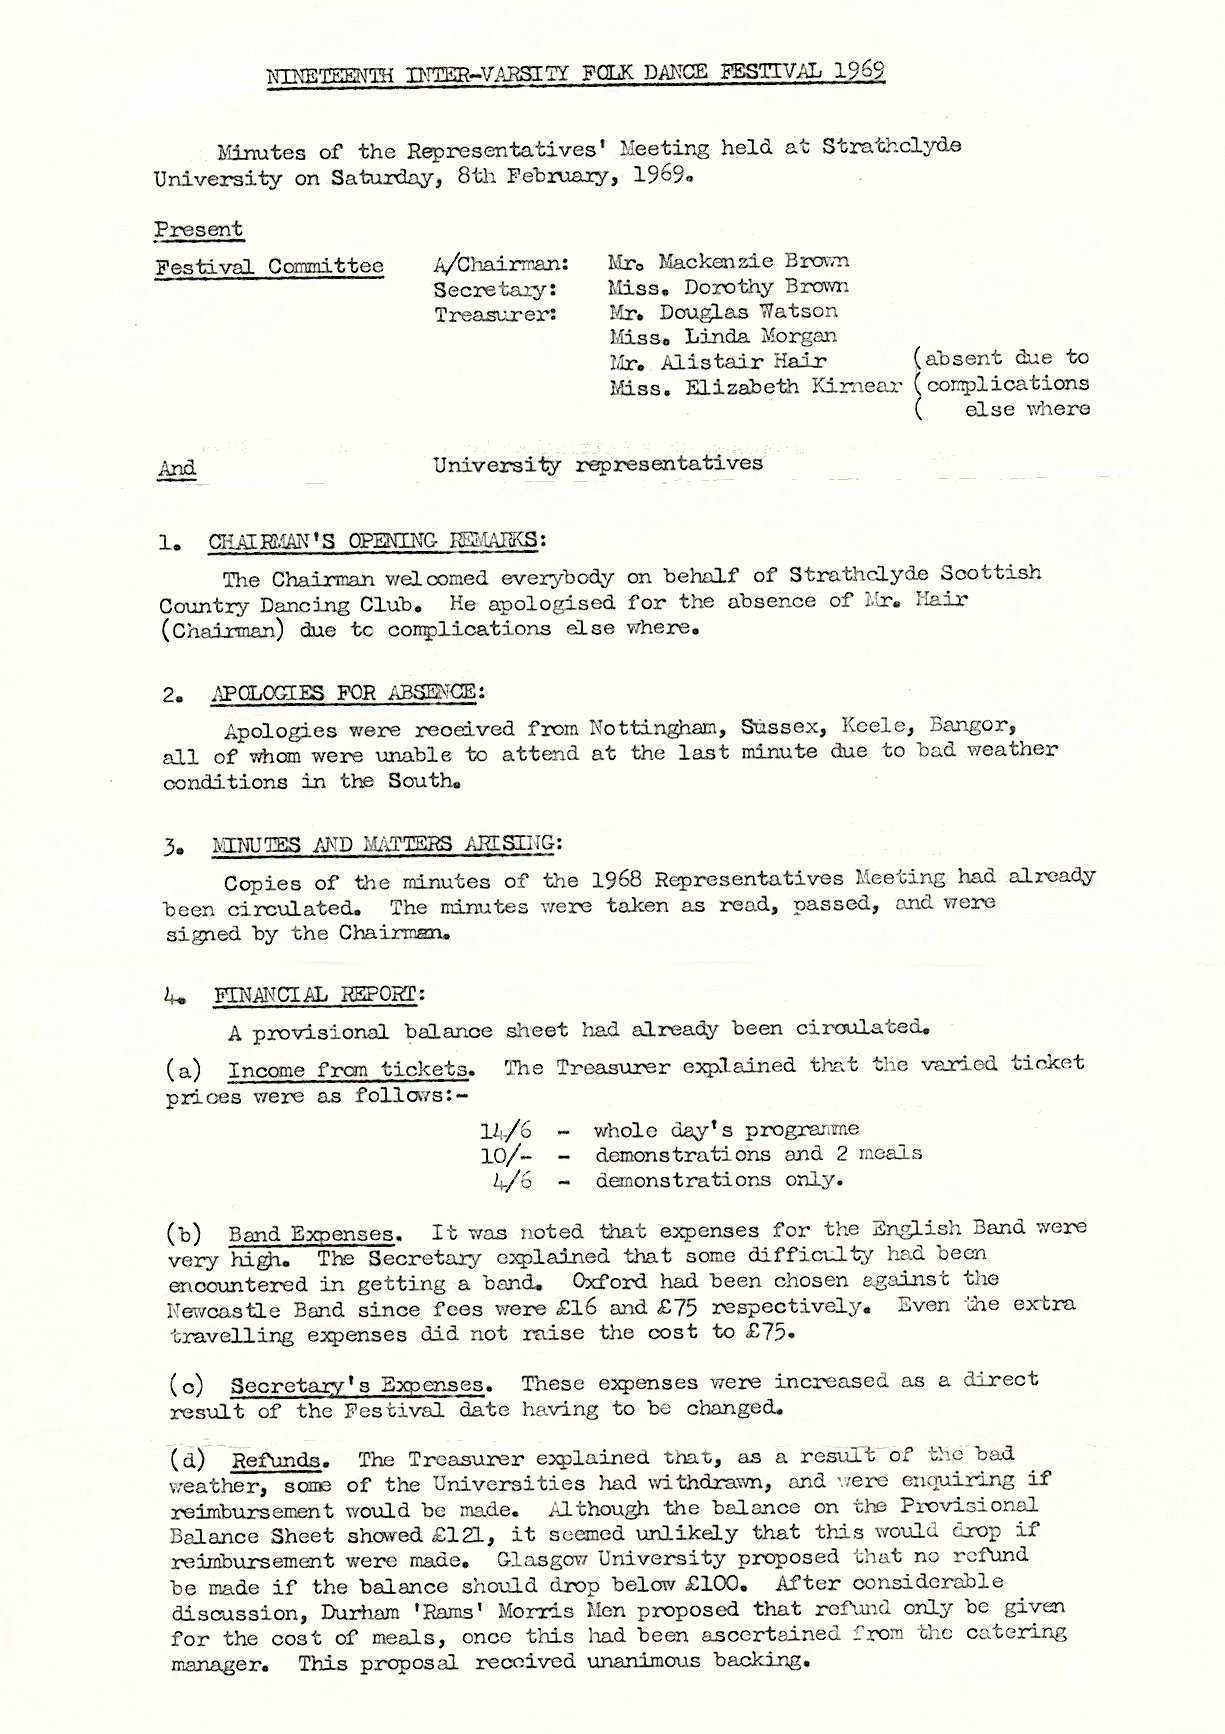 NINETEENTH INTER-VARSITY FOLK DANCE FESTIVAL 1969
Minutes of the Representatives' Meeting held at Strathclyde
University on Saturday, 8th February, 1969.
Present
Festival Committee A/Chairman: Mr. Mackenzie Brown
Secretary: Miss. Dorothy Brown
Treasurer: Mr. Douglas Watson
Miss. Linda Morgan
Mr. Alistair Hair (absent due to
Miss. Elizabeth Kirnear (complications
( else where
And University representatives
1. CHAIRMAN'S OPENING REMARKS:
The Chairman welcomed everybody on behalf of Strathclyde Scottish
Country Dancing Club. He apologised for the absence of Mr. Hair
(Chairman) due to complications else where.
2. APOLOGIES FOR ABSENCE:
Apologies were received from Nottingham, Sussex, Keele, Bangor,
all of whom were unable to attend at the last minute due to bad weather
conditions in the South.
3. MINUTES AND MATTERS ARISING:
Copies of the minutes of the 1968 Representatives Meeting had already
been circulated. The minutes were taken as read, passed, and were
signed by the Chairman.
4. FINANCIAL REPORT:
A provisional balance sheet had already been circulated.
(a) Income from tickets. The Treasurer explained that the varied ticket
prices were as follows:-
14/6 - whole day's programme
10/- - demonstrations and 2 meals
4/6 - demonstrations only.
(b) Band Expenses. It was noted that expenses for the English Band were
very high. The Secretary explained that some difficulty had been
encountered in getting a band. Oxford had been chosen against the
Newcastle Band since fees were £16 and £75 respectively. Even the extra
travelling expenses did not raise the cost to £75.
(c) Secretary's Expenses. These expenses were increased as a direct
result of the Festival date having to be changed.
(d) Refunds. The Treasurer explained that, as a result of the bad
weather, some of the Universities had withdrawn, and were enquiring if
reimbursement would be made. Although the balance on the Provisional
Balance Sheet showed £121, it seemed unlikely that this would drop if
reimbursement were made. Glasgow University proposed that no refund
be made if the balance should drop below £100. After considerable
discussion, Durham 'Rams' Morris Men proposed that refund only be given
for the cost of meals, once this had been ascertained from the catering
manager. This proposal received unanimous backing.